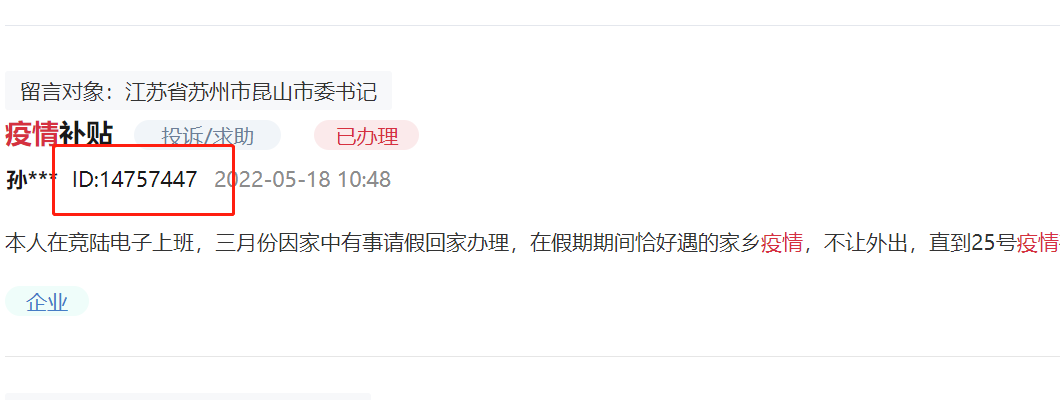 留言对象：江苏省苏州市昆山市委书记
疫情补贴 投诉/求助 已办理
孙*** ID:14757447 2022-05-18 10:48
本人在竞陆电子上班，三月份因家中有事请假回家办理，在假期期间恰好遇的家乡疫情，不让外出，直到25号疫情
企业